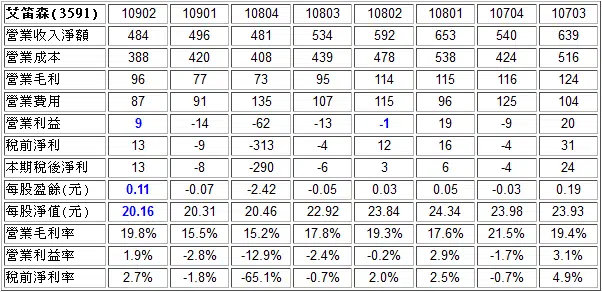 艾笛森(3591) 10902 10901 10804 10803 10802 10801 10704 10703
營業收入淨額 484 496 481 534 592 653 540 639
營業成本 388 420 408 439 478 538 424 516
營業毛利 96 77 73 95 114 115 116 124
營業費用 87 91 135 107 115 96 125 104
營業利益 9 -14 -62 -13 -1 19 -9 20
稅前淨利 13 -9 -313 -4 12 16 -4 31
本期稅後淨利 13 -8 -290 -6 3 6 -4 24
每股盈餘(元) 0.11 -0.07 -2.42 -0.05 0.03 0.05 -0.03 0.19
每股淨值(元) 20.16 20.31 20.46 22.92 23.84 24.34 23.98 23.93
營業毛利率 19.8% 15.5% 15.2% 17.8% 19.3% 17.6% 21.5% 19.4%
營業利益率 1.9% -2.8% -12.9% -2.4% -0.2% 2.9% -1.7% 3.1%
稅前淨利率 2.7% -1.8% -65.1% -0.7% 2.0% 2.5% -0.7% 4.9%